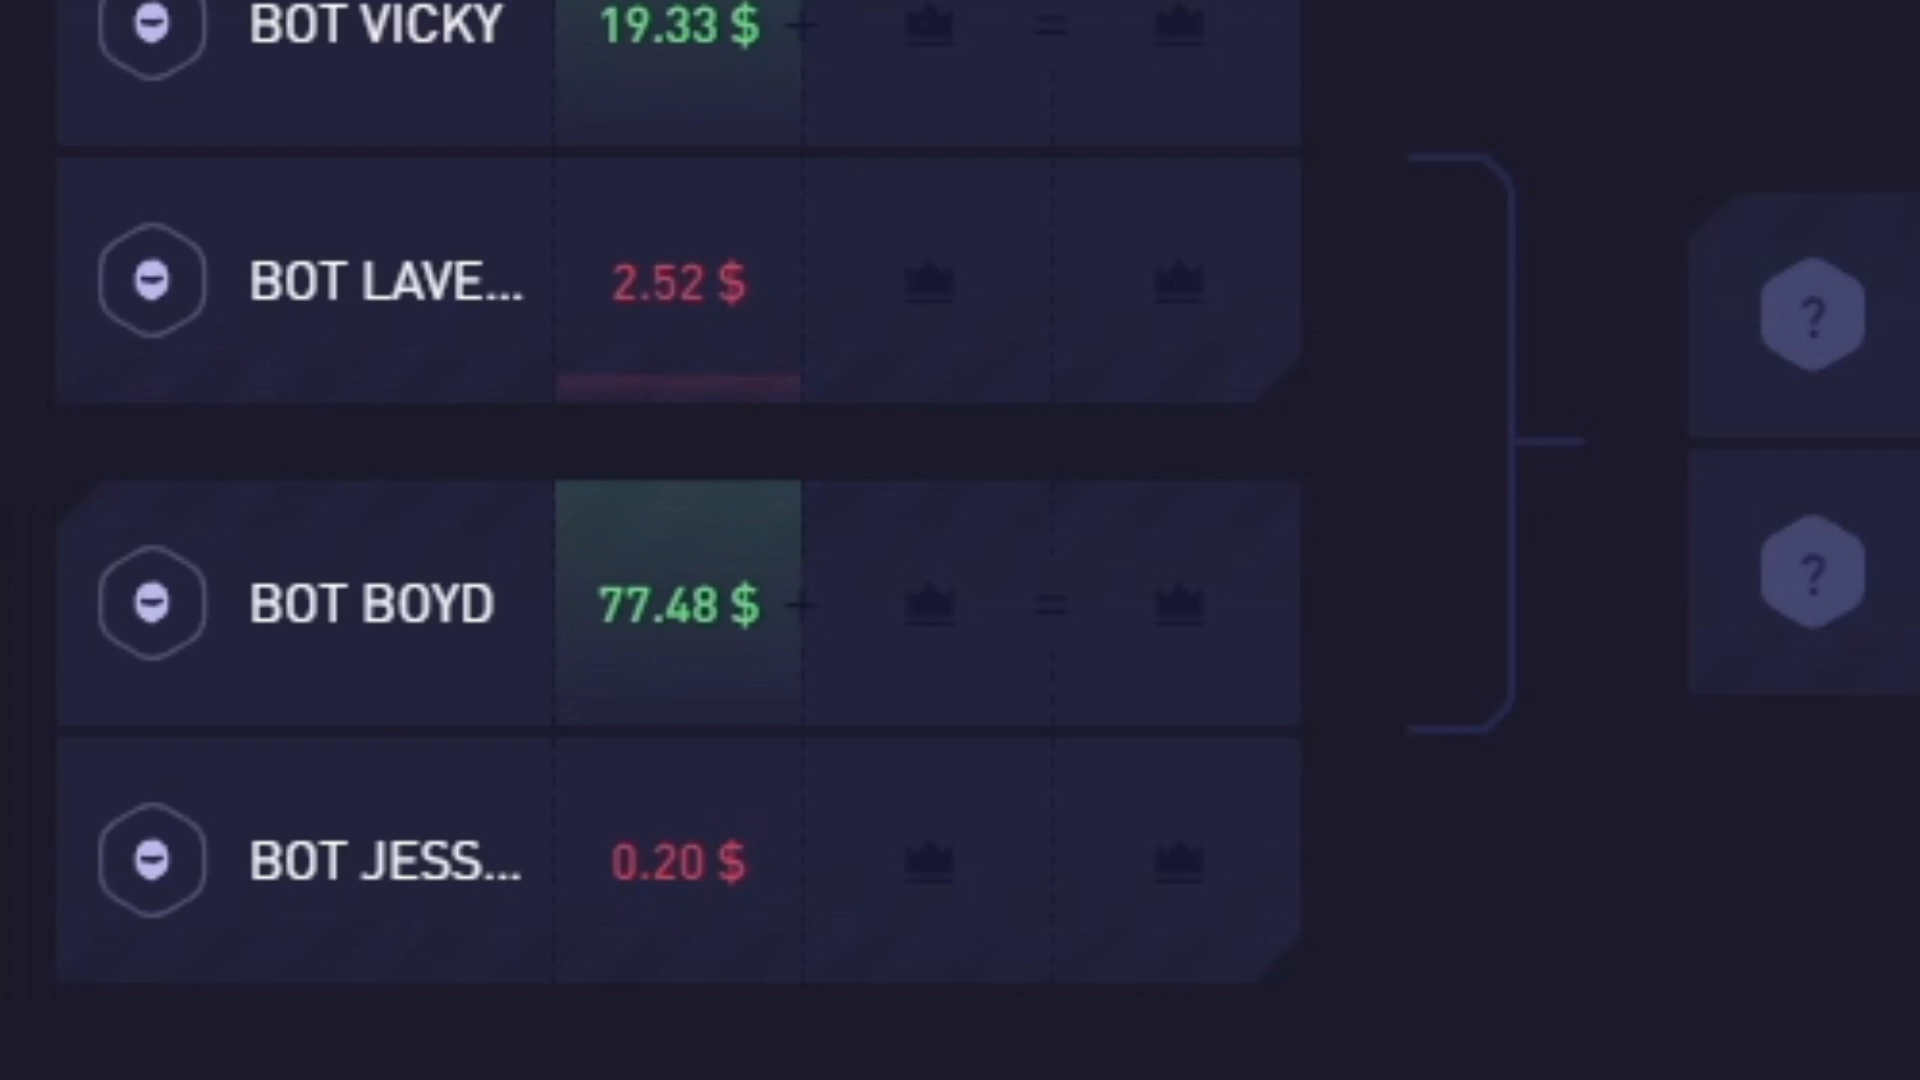 BOT VICKY 19.33 $ + =
BOT LAVE... 2.52 $
?
BOT BOYD 77.48 $ + =
?
BOT JESS... 0.20 $